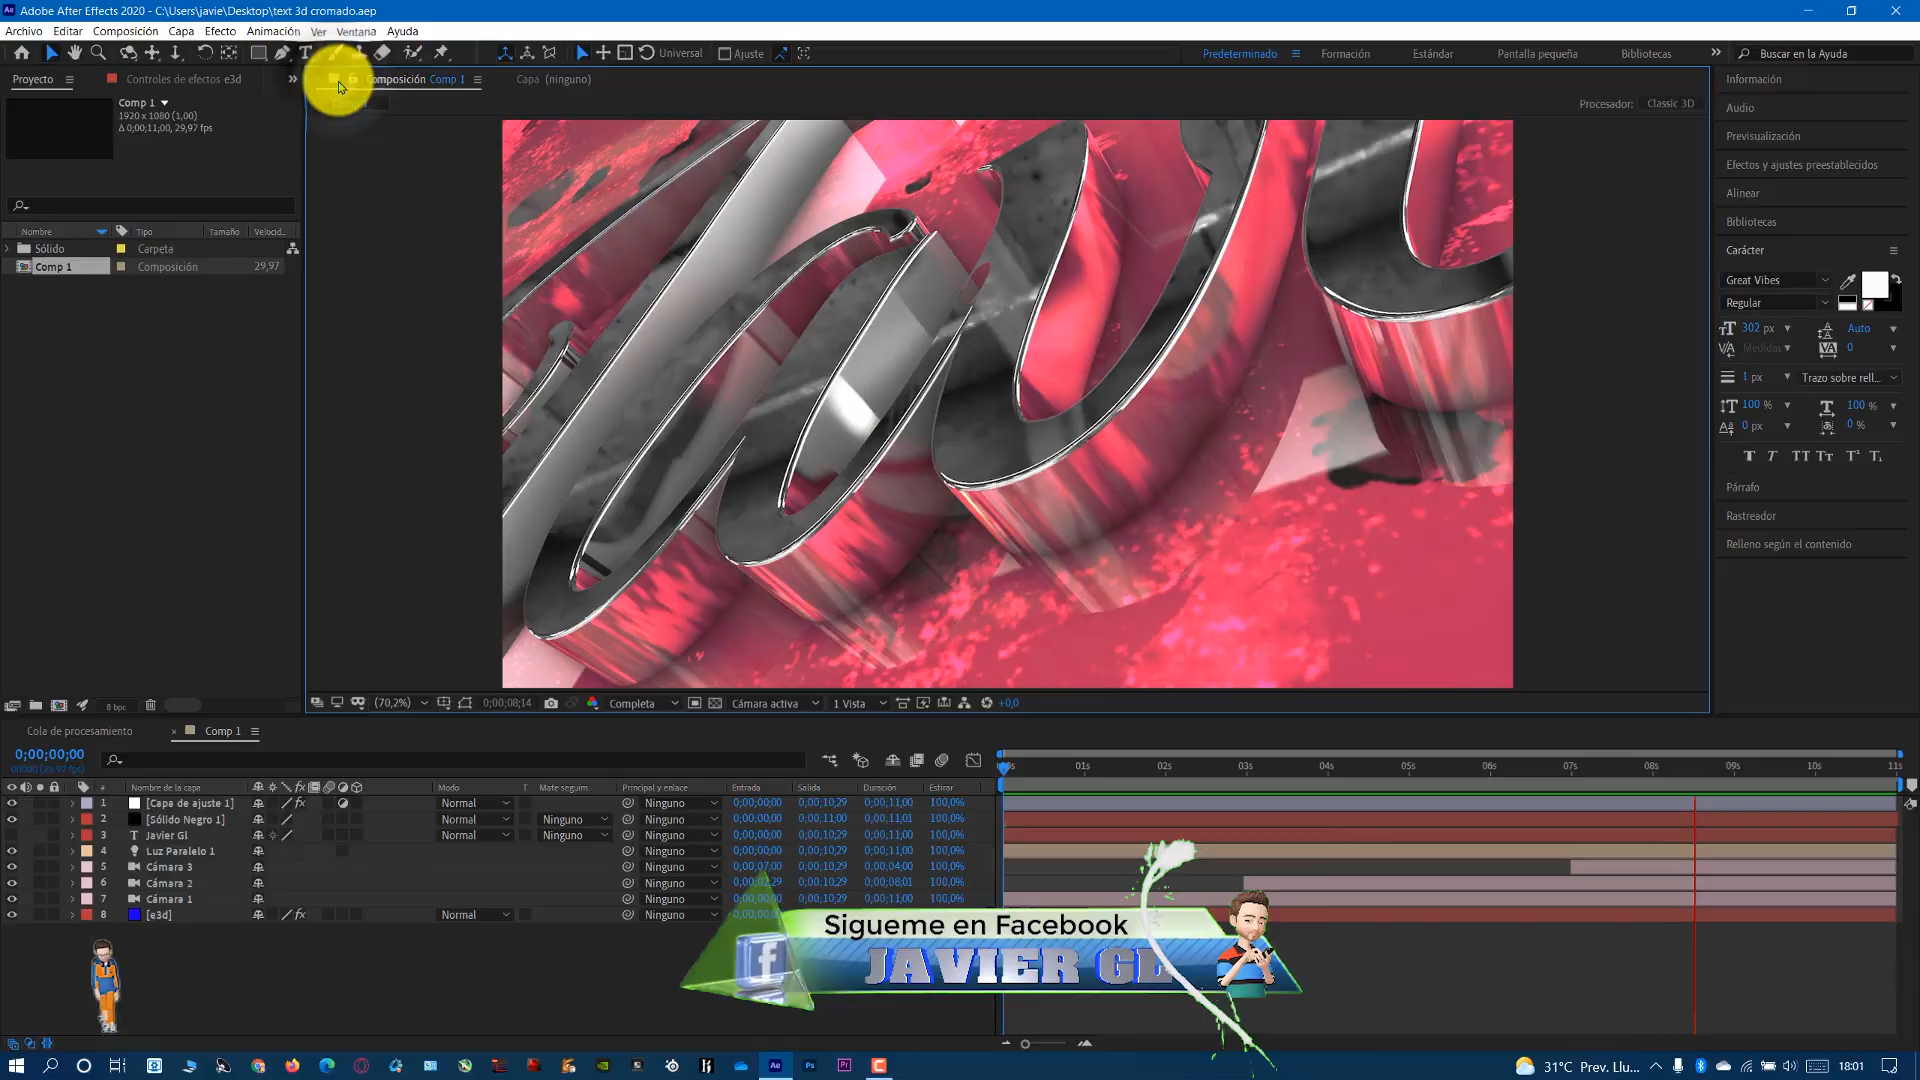 Adobe After Effects 2020 - C:\Users\javie\Desktop\text 3d cromado.aep
Archivo Editar Composición Capa Efecto Animación Ver Ventana Ayuda
Universal Ajuste Predeterminado Formación Estándar Pantalla pequeña Bibliotecas Buscar en la Ayuda
Proyecto Controles de efectos e3d Composición Comp 1 Capa (ninguno)
Comp 1
1920 x 1080 (1,00)
Δ 0;00;11;00, 29,97 fps
Procesador: Classic 3D
Nombre Tipo Tamaño Velocid...
Sólido Carpeta
Comp 1 Composición 29,97
8 bpc
(70,2%) 0;00;08;14 Completa Cámara activa 1 Vista +0,0
Información
Audio
Previsualización
Efectos y ajustes preestablecidos
Alinear
Bibliotecas
Carácter
Great Vibes
Regular
302 px Auto
Medidas 0
1 px Trazo sobre rell...
100 % 100 %
0 px 0 %
T T TT Tт T¹ T₁
Párrafo
Rastreador
Relleno según el contenido
Cola de procesamiento Comp 1
0;00;00;00
00000 (29.97 fps)
# Nombre de la capa Modo T Mate seguim. Principal y enlace Entrada Salida Duración Estirar
01s 02s 03s 04s 05s 06s 07s 08s 09s 10s 11s
1 [Capa de ajuste 1] Normal Ninguno 0;00;00;00 0;00;10;29 0;00;11;00 100,0%
2 [Sólido Negro 1] Normal Ninguno Ninguno 0;00;00;00 0;00;11;00 0;00;11;01 100,0%
3 Javier Gl Normal Ninguno Ninguno 0;00;00;00 0;00;10;29 0;00;11;00 100,0%
4 Luz Paralelo 1 Ninguno 0;00;00;00 0;00;10;29 0;00;11;00 100,0%
5 Cámara 3 Ninguno 0;00;07;00 0;00;10;29 0;00;04;00 100,0%
6 Cámara 2 Ninguno 0;00;02;29 0;00;10;29 0;00;08;01 100,0%
7 Cámara 1 Ninguno 0;00;00;00 0;00;10;29 0;00;11;00 100,0%
8 [e3d] Normal Ninguno
Sigueme en Facebook
JAVIER GL
31°C Prev. Llu... 18:01